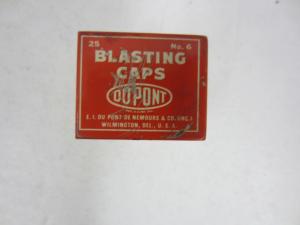 25 No. 6
BLASTING
CAPS
DU PONT
E. I. DU PONT DE NEMOURS & CO. (INC.)
WILMINGTON, DEL., U. S. A.